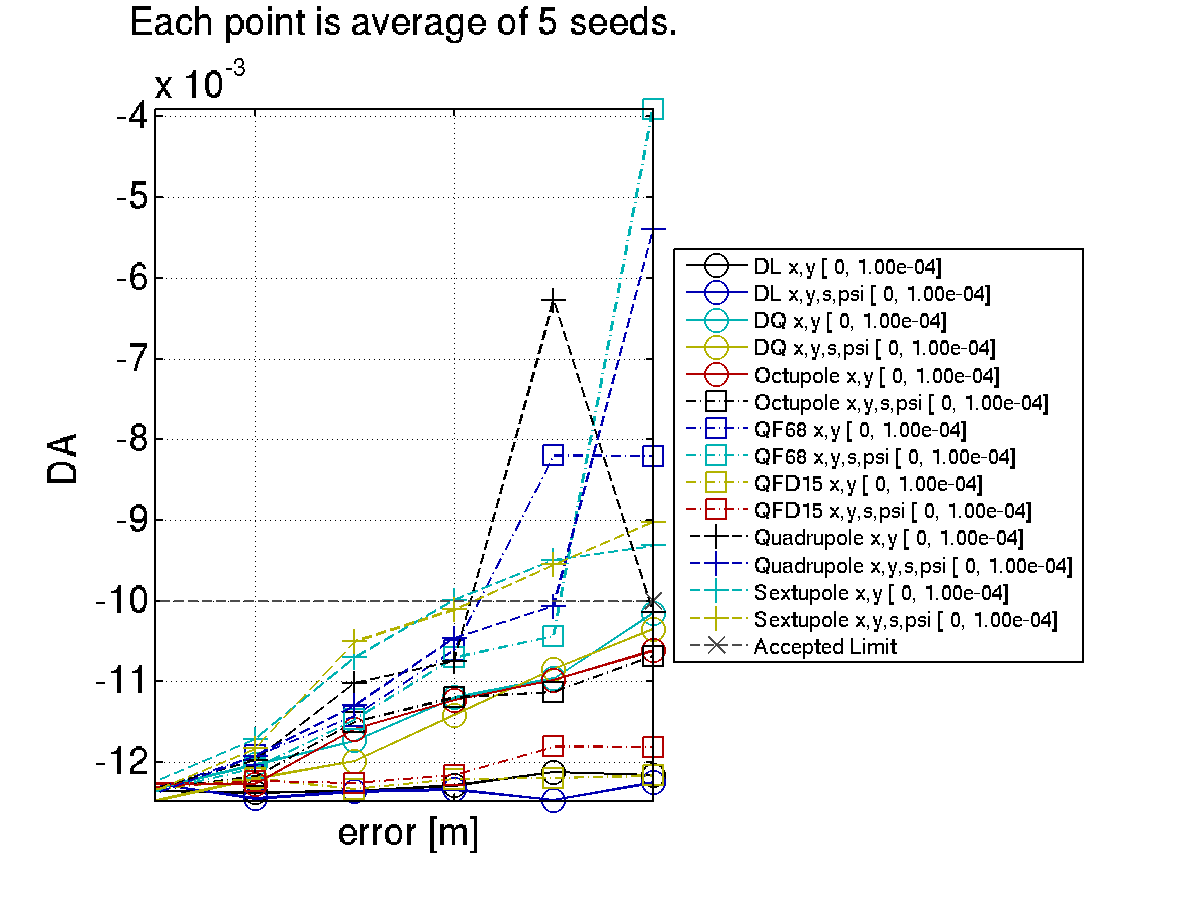 Each point is average of 5 seeds.
x 10-3
-4
-5
-6
-7
-8
-9
-10
-11
-12
DA
error [m]
DL x,y [ 0, 1.00e-04]
DL x,y,s,psi [ 0, 1.00e-04]
DQ x,y [ 0, 1.00e-04]
DQ x,y,s,psi [ 0, 1.00e-04]
Octupole x,y [ 0, 1.00e-04]
Octupole x,y,s,psi [ 0, 1.00e-04]
QF68 x,y [ 0, 1.00e-04]
QF68 x,y,s,psi [ 0, 1.00e-04]
QFD15 x,y [ 0, 1.00e-04]
QFD15 x,y,s,psi [ 0, 1.00e-04]
Quadrupole x,y [ 0, 1.00e-04]
Quadrupole x,y,s,psi [ 0, 1.00e-04]
Sextupole x,y [ 0, 1.00e-04]
Sextupole x,y,s,psi [ 0, 1.00e-04]
Accepted Limit